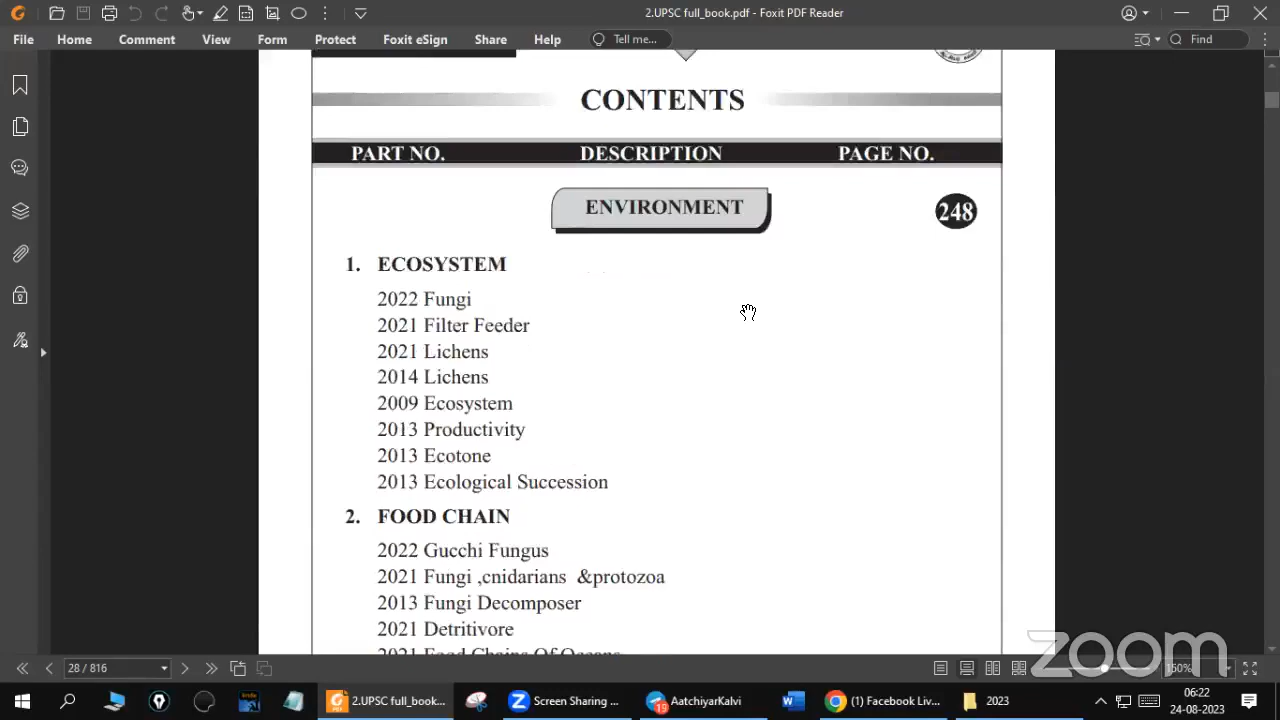 2.UPSC full_book.pdf - Foxit PDF Reader
File Home Comment View Form Protect Foxit eSign Share Help Tell me... Find
CONTENTS
PART NO. DESCRIPTION PAGE NO.
ENVIRONMENT 248
1. ECOSYSTEM
2022 Fungi
2021 Filter Feeder
2021 Lichens
2014 Lichens
2009 Ecosystem
2013 Productivity
2013 Ecotone
2013 Ecological Succession
2. FOOD CHAIN
2022 Gucchi Fungus
2021 Fungi ,cnidarians &protozoa
2013 Fungi Decomposer
2021 Detritivore
2021 Food Chains Of Oceans
zoom
28 / 816 150%
2.UPSC full_book... Screen Sharing ... 19 AatchiyarKalvi (1) Facebook Liv... 2023 06:22
24-08-2023